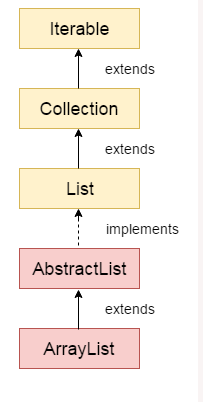 Iterable
extends
Collection
extends
List
implements
AbstractList
extends
ArrayList